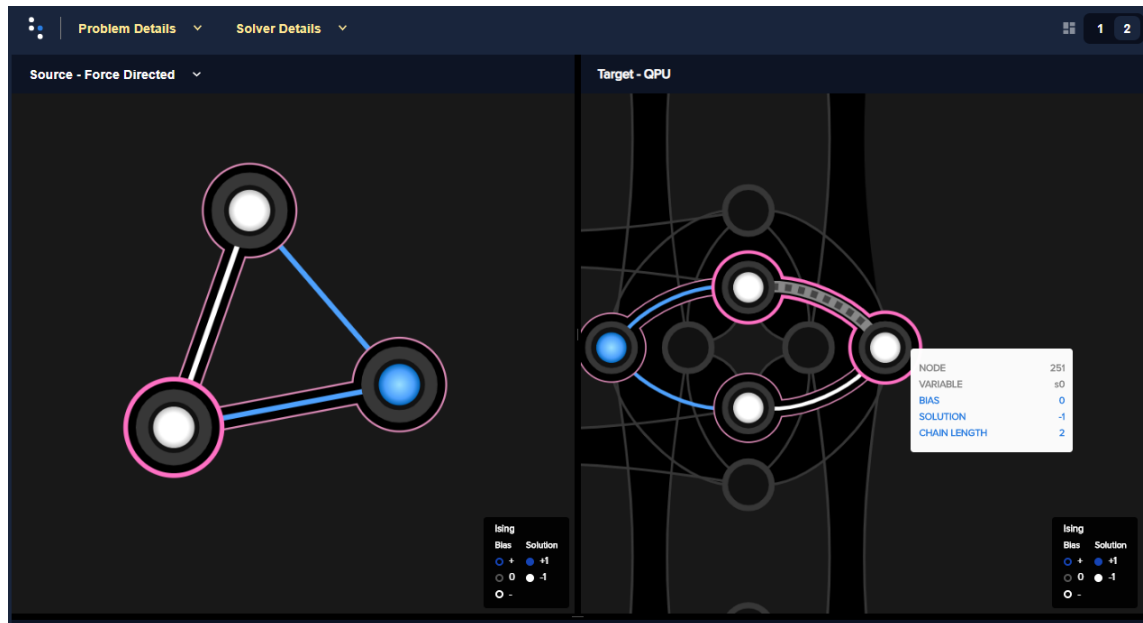 Problem Details Solver Details 1 2
Source - Force Directed
Target - QPU
NODE 251
VARIABLE s0
BIAS 0
SOLUTION -1
CHAIN LENGTH 2
Ising
Bias Solution
+ +1
0 -1
-
Ising
Bias Solution
+ +1
0 -1
-